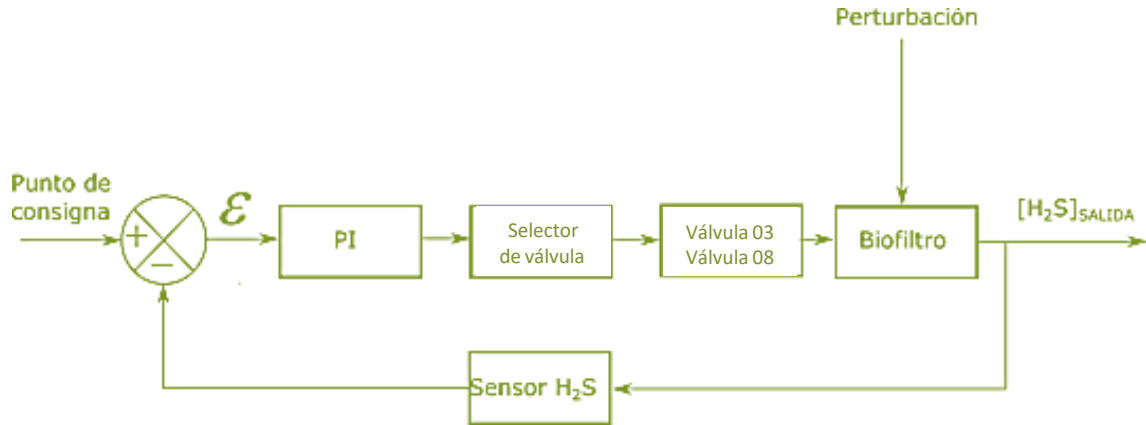 Perturbación
Punto de
consigna
+
−
ε
PI
Selector
de válvula
Válvula 03
Válvula 08
Biofiltro
[H₂S]SALIDA
Sensor H₂S